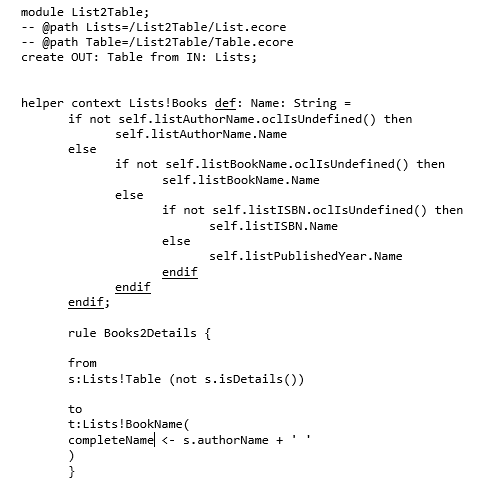 module List2Table;
-- @path Lists=/List2Table/List.ecore
-- @path Table=/List2Table/Table.ecore
create OUT: Table from IN: Lists;
helper context Lists!Books def: Name: String =
if not self.listAuthorName.oclIsUndefined() then
self.listAuthorName.Name
else
if not self.listBookName.oclIsUndefined() then
self.listBookName.Name
else
if not self.listISBN.oclIsUndefined() then
self.listISBN.Name
else
self.listPublishedYear.Name
endif
endif
endif;
rule Books2Details {
from
s:Lists!Table (not s.isDetails())
to
t:Lists!BookName(
completeName <- s.authorName + ' '
)
}